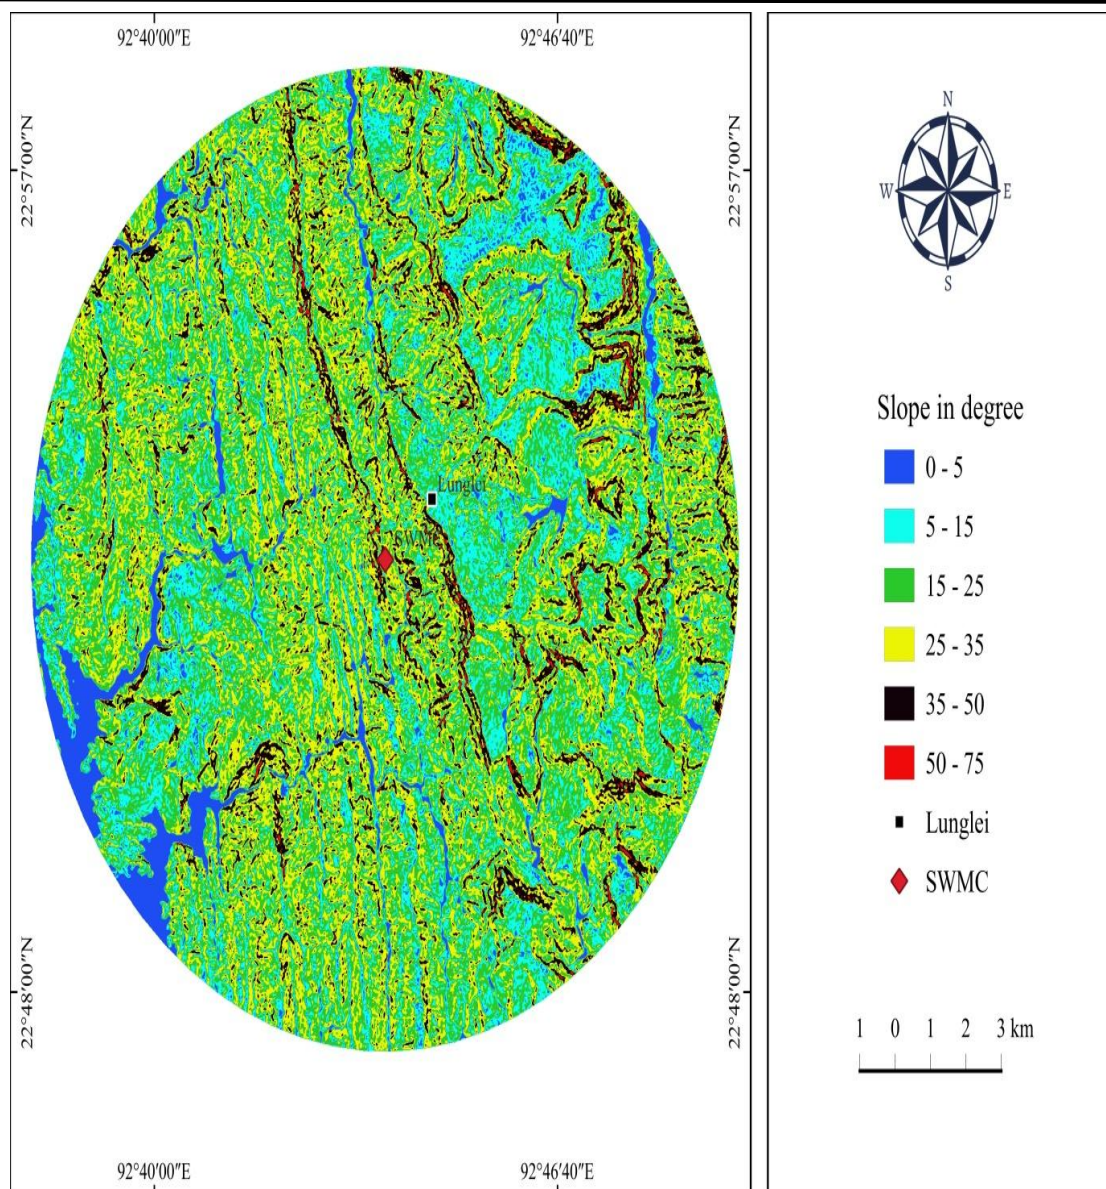 92°40′00″E
92°46′40″E
22°57′00″N
22°57′00″N
Lunglei
SWMC
22°48′00″N
22°48′00″N
92°40′00″E
92°46′40″E
N
W
E
S
Slope in degree
0 - 5
5 - 15
15 - 25
25 - 35
35 - 50
50 - 75
Lunglei
SWMC
1 0 1 2 3 km